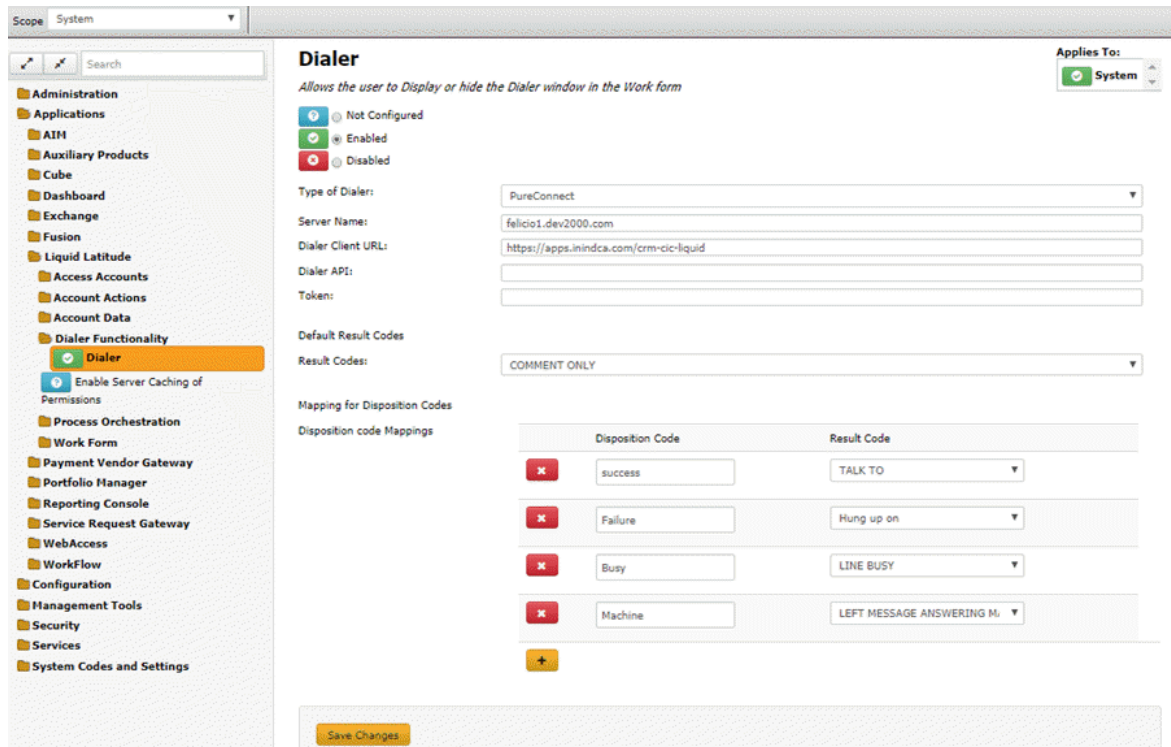 Scope System
Search
Administration
Applications
AIM
Auxiliary Products
Cube
Dashboard
Exchange
Fusion
Liquid Latitude
Access Accounts
Account Actions
Account Data
Dialer Functionality
Dialer
Enable Server Caching of
Permissions
Process Orchestration
Work Form
Payment Vendor Gateway
Portfolio Manager
Reporting Console
Service Request Gateway
WebAccess
WorkFlow
Configuration
Management Tools
Security
Services
System Codes and Settings
Dialer
Allows the user to Display or hide the Dialer window in the Work form
Applies To:
System
Not Configured
Enabled
Disabled
Type of Dialer: PureConnect
Server Name: felicio1.dev2000.com
Dialer Client URL: https://apps.inindca.com/crm-cic-liquid
Dialer API:
Token:
Default Result Codes
Result Codes: COMMENT ONLY
Mapping for Disposition Codes
Disposition code Mappings
Disposition Code Result Code
success TALK TO
Failure Hung up on
Busy LINE BUSY
Machine LEFT MESSAGE ANSWERING
Save Changes